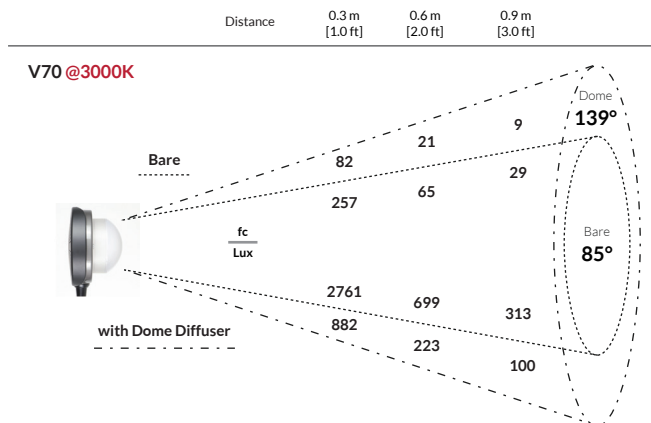 Distance 0.3 m 0.6 m 0.9 m
[1.0 ft] [2.0 ft] [3.0 ft]
V70 @3000K
Dome
139°
9
21
82
Bare
29
65
257
Bare
85°
fc
Lux
2761
699
313
882
223
100
with Dome Diffuser